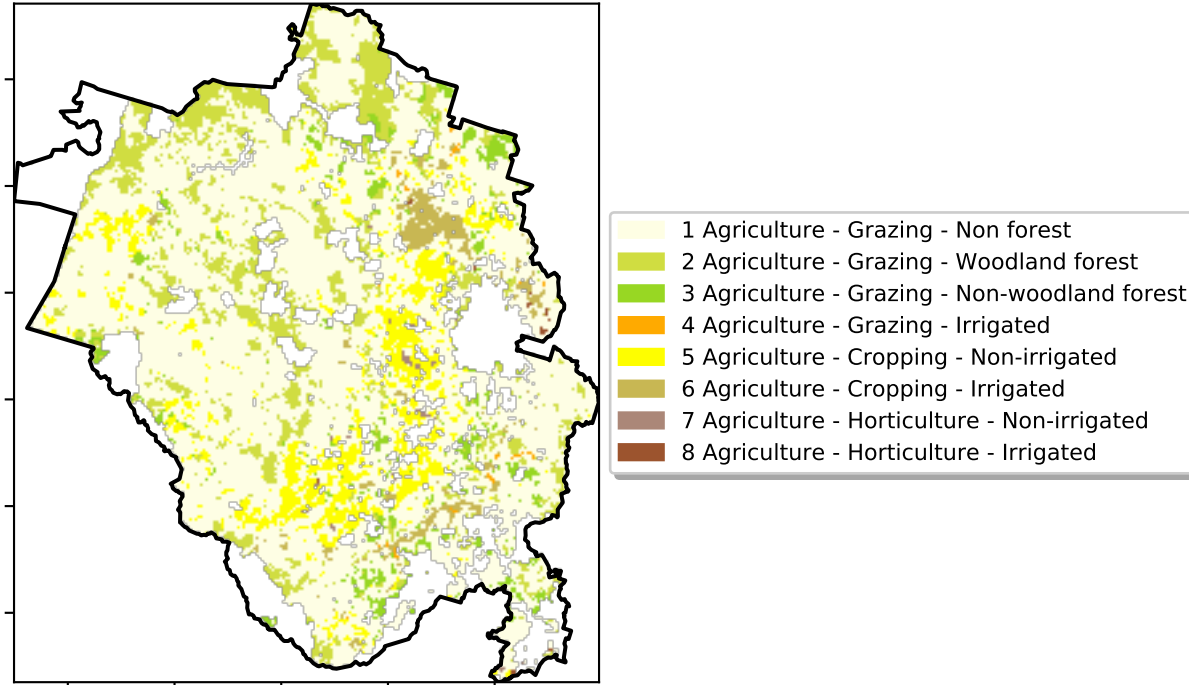 1 Agriculture - Grazing - Non forest
2 Agriculture - Grazing - Woodland forest
3 Agriculture - Grazing - Non-woodland forest
4 Agriculture - Grazing - Irrigated
5 Agriculture - Cropping - Non-irrigated
6 Agriculture - Cropping - Irrigated
7 Agriculture - Horticulture - Non-irrigated
8 Agriculture - Horticulture - Irrigated